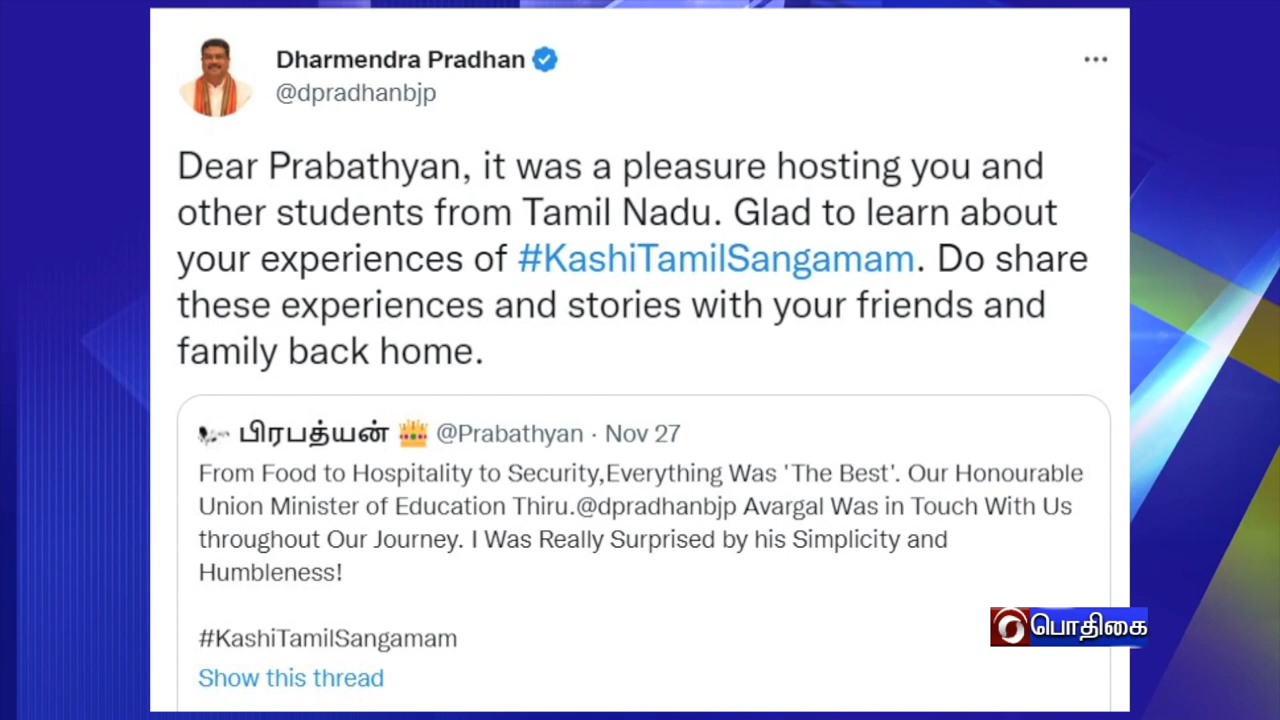 Dharmendra Pradhan
@dpradhanbjp
Dear Prabathyan, it was a pleasure hosting you and
other students from Tamil Nadu. Glad to learn about
your experiences of #KashiTamilSangamam. Do share
these experiences and stories with your friends and
family back home.
பிரபத்யன் 👑 @Prabathyan · Nov 27
From Food to Hospitality to Security,Everything Was 'The Best'. Our Honourable
Union Minister of Education Thiru.@dpradhanbjp Avargal Was in Touch With Us
throughout Our Journey. I Was Really Surprised by his Simplicity and
Humbleness!
#KashiTamilSangamam
Show this thread
பொதிகை